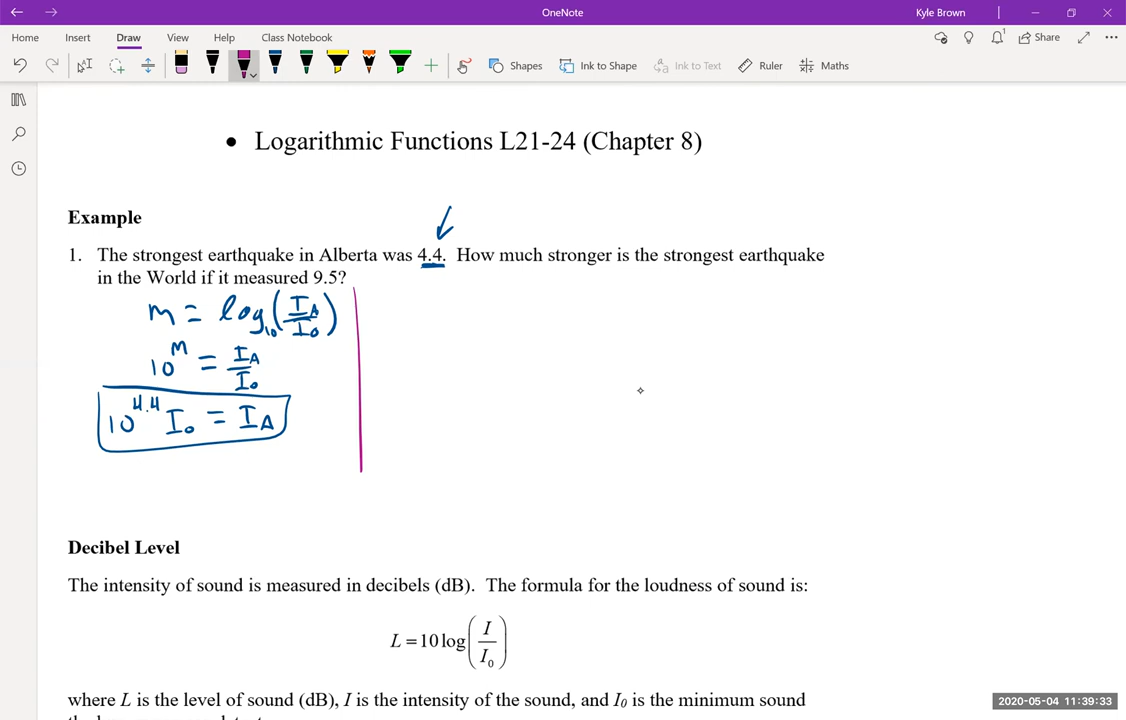 OneNote
Kyle Brown
Home Insert Draw View Help Class Notebook
Share
Shapes Ink to Shape Ink to Text Ruler Maths
• Logarithmic Functions L21-24 (Chapter 8)
Example
1. The strongest earthquake in Alberta was 4.4. How much stronger is the strongest earthquake
in the World if it measured 9.5?
m = log₁₀(I_A/I₀)
10^M = I_A/I₀
10^4.4 I₀ = I_A
Decibel Level
The intensity of sound is measured in decibels (dB). The formula for the loudness of sound is:
L = 10 log(I/I₀)
where L is the level of sound (dB), I is the intensity of the sound, and I₀ is the minimum sound
2020-05-04 11:39:33